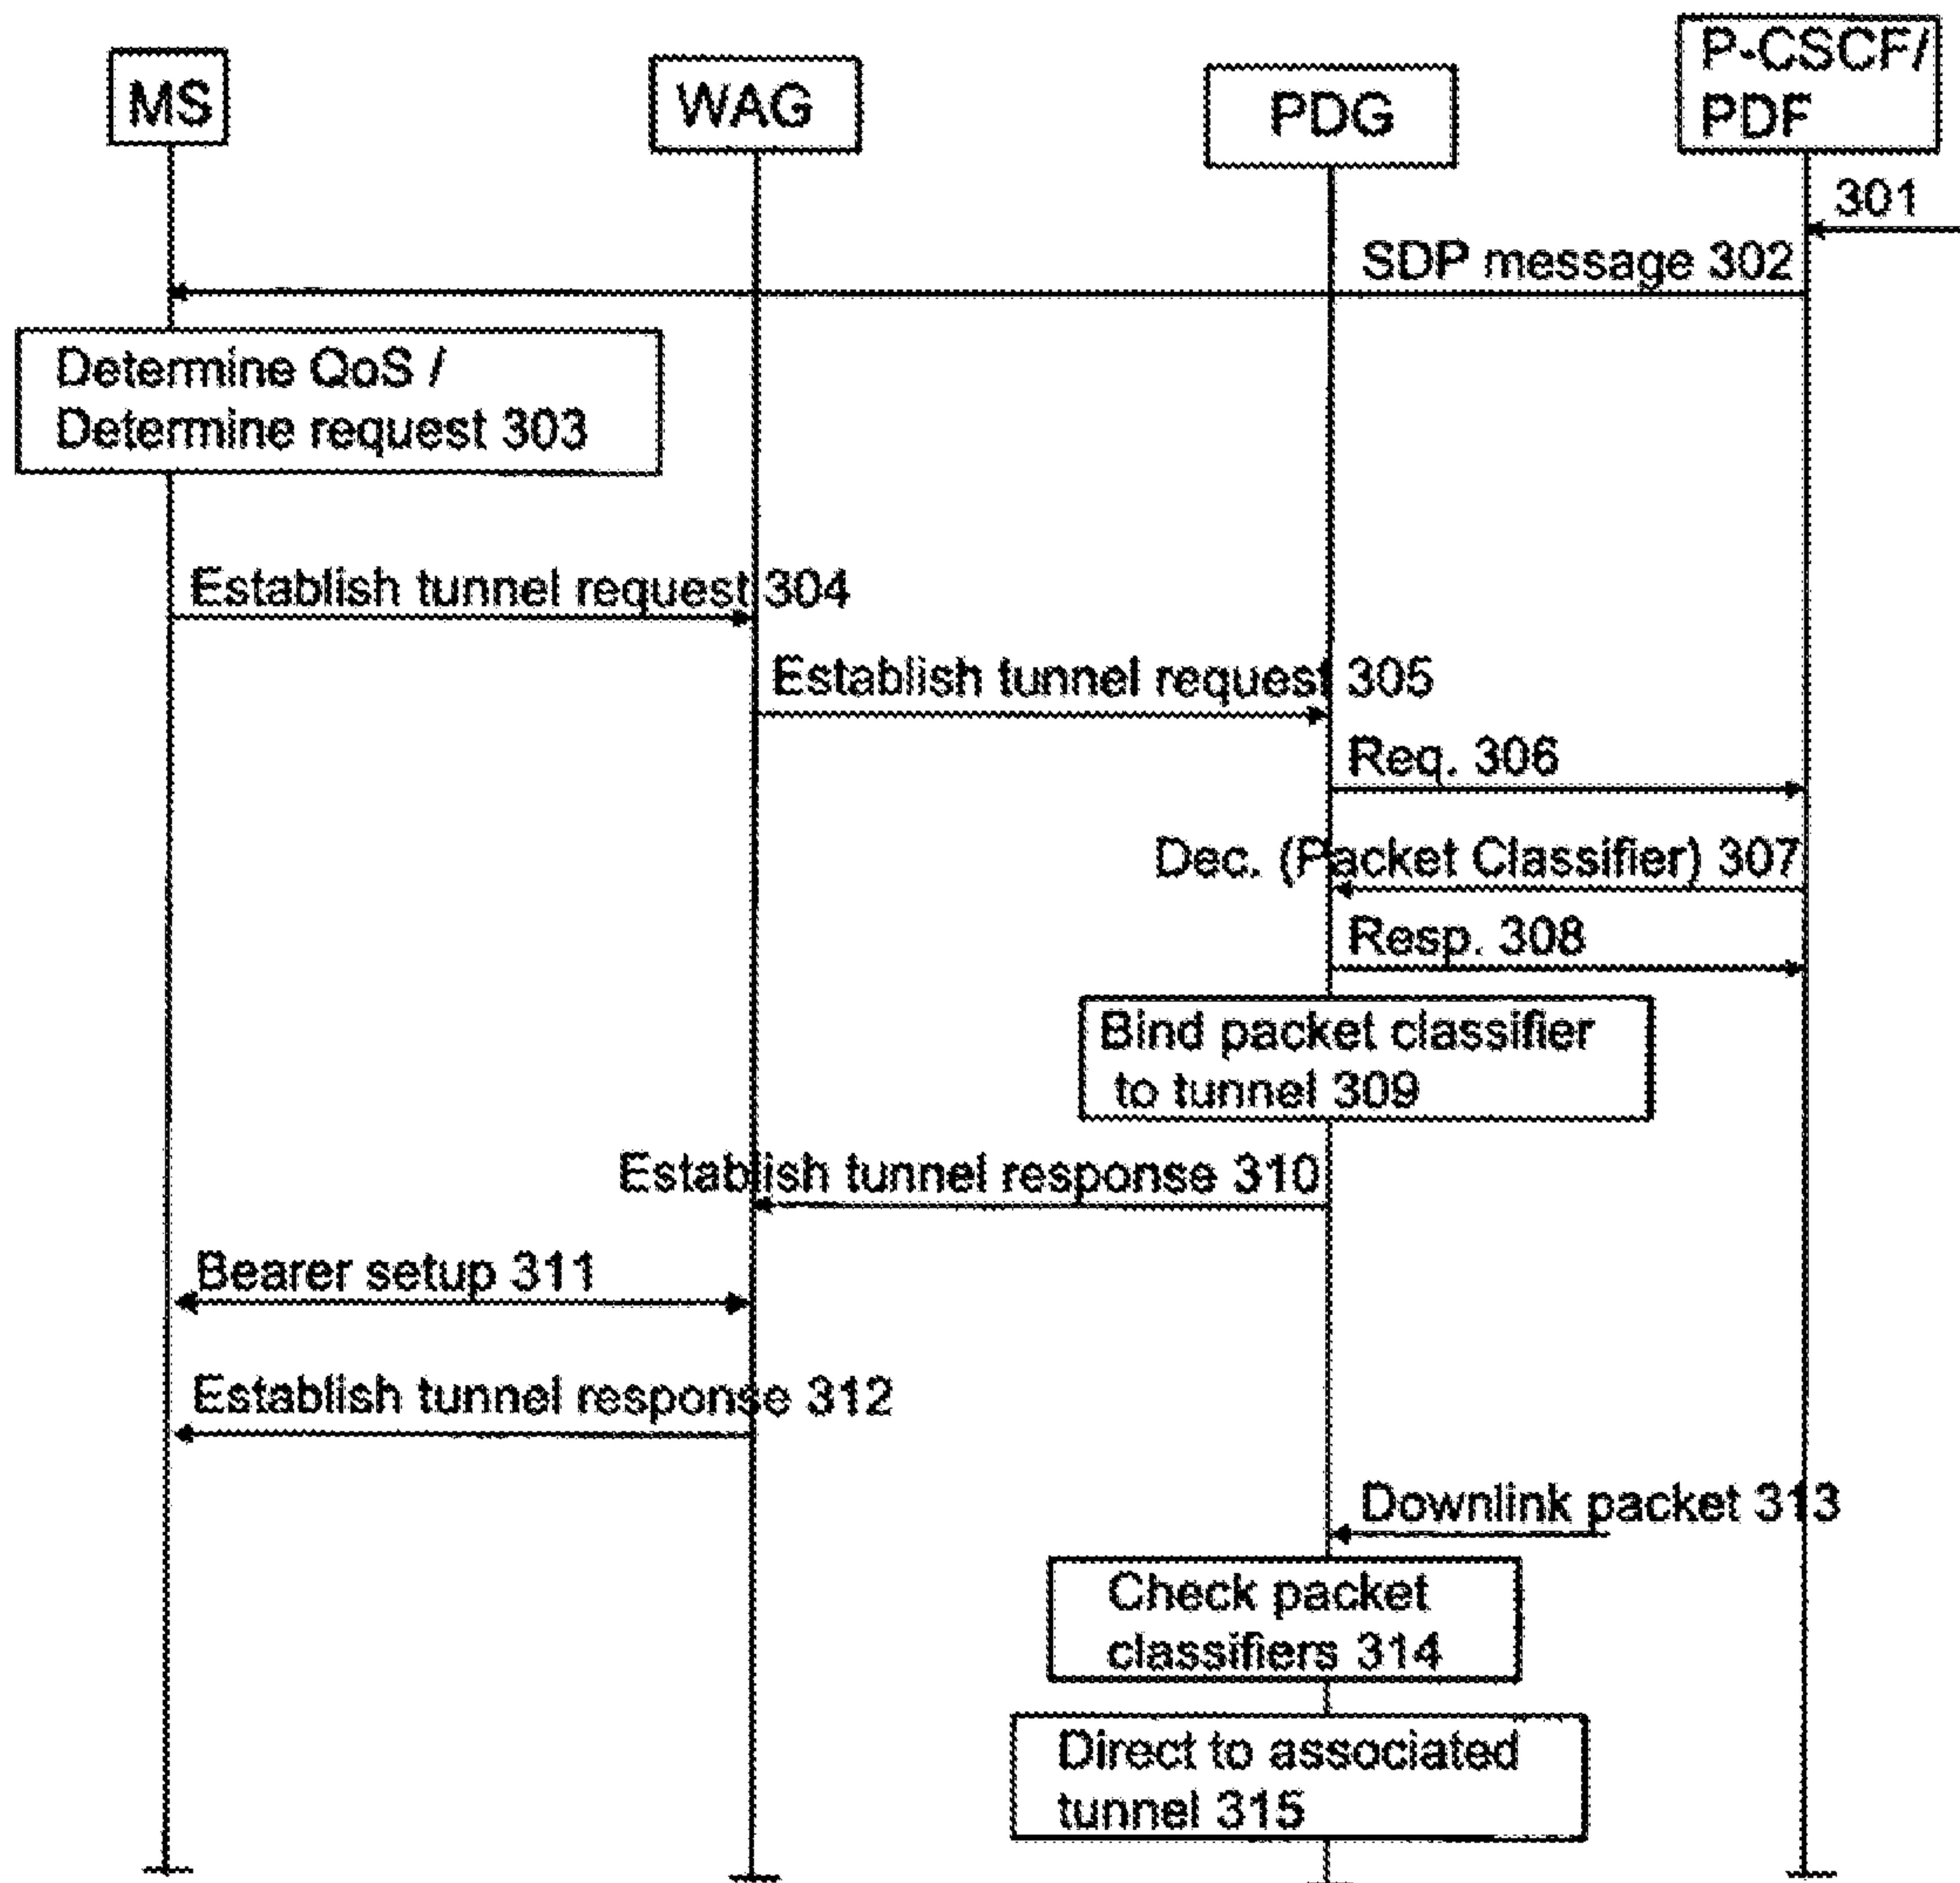 MS
WAG
PDG
P-CSCF/
PDF
301
SDP message 302
Determine QoS /
Determine request 303
Establish tunnel request 304
Establish tunnel request 305
Req. 306
Dec. (Packet Classifier) 307
Resp. 308
Bind packet classifier
to tunnel 309
Establish tunnel response 310
Bearer setup 311
Establish tunnel response 312
Downlink packet 313
Check packet
classifiers 314
Direct to associated
tunnel 315